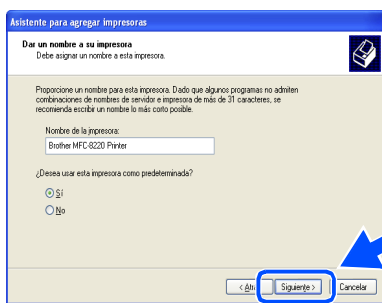 Asistente para agregar impresoras
Dar un nombre a su impresora
Debe asignar un nombre a esta impresora.
Proporcione un nombre para esta impresora. Dado que algunos programas no admiten
combinaciones de nombres de servidor e impresora de más de 31 caracteres, se
recomienda escribir un nombre lo más corto posible.
Nombre de la impresora:
Brother MFC-8220 Printer
¿Desea usar esta impresora como predeterminada?
Sí
No
< Siguiente > Cancelar